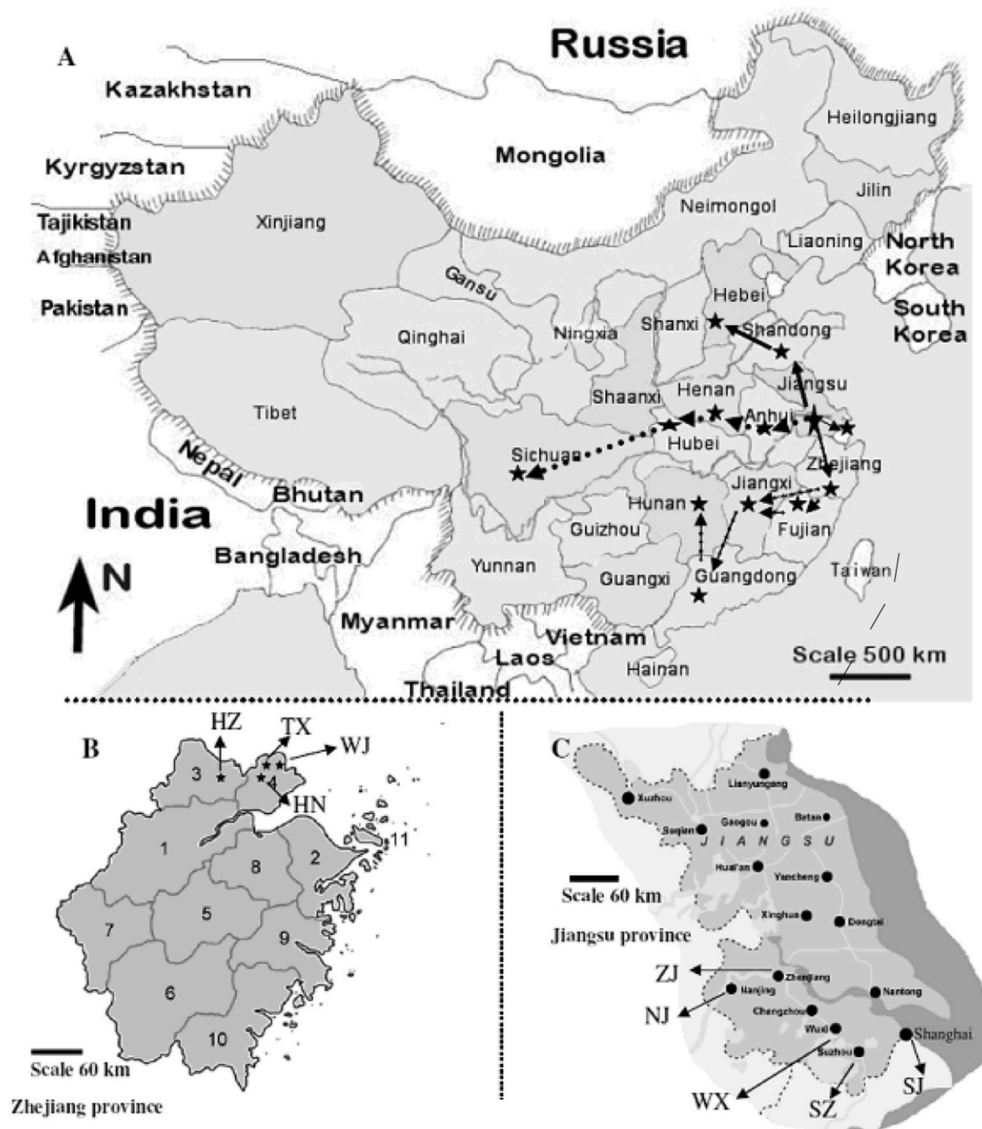 A
Russia
Kazakhstan
Heilongjiang
Mongolia
Kyrgyzstan
Jilin
Neimongol
Tajikistan
Xinjiang
Liaoning
North
Korea
Afghanistan
Gansu
Hebei
Pakistan
South
Korea
Qinghai
Ningxia
Shanxi
Shandong
Jiangsu
Henan
Shaanxi
Anhui
Tibet
Hubei
Sichuan
Zhejiang
Nepal
Jiangxi
Bhutan
Hunan
India
Fujian
Guizhou
Bangladesh
Yunnan
Guangxi
Guangdong
Taiwan
N
Myanmar
Vietnam
Laos
Hainan
Scale 500 km
Thailand
B
HZ
TX
WJ
3
4
HN
1
2
11
8
5
7
9
6
10
Scale 60 km
Zhejiang province
C
Lianyungang
Xuzhou
Suqian
Gaogou
Betan
J I A N G S U
Huai'an
Yancheng
Scale 60 km
Xinghua
Dongtai
Jiangsu province
ZJ
Zhenjiang
Nanjing
Nantong
NJ
Changzhou
Wuxi
Shanghai
Suzhou
WX
SZ
SJ